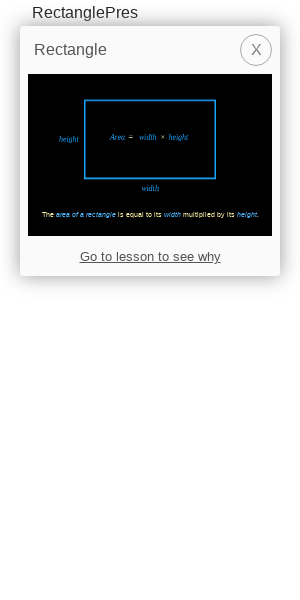 RectanglePres
Rectangle X
height
Area = width × height
width
The area of a rectangle is equal to its width multiplied by its height.
Go to lesson to see why